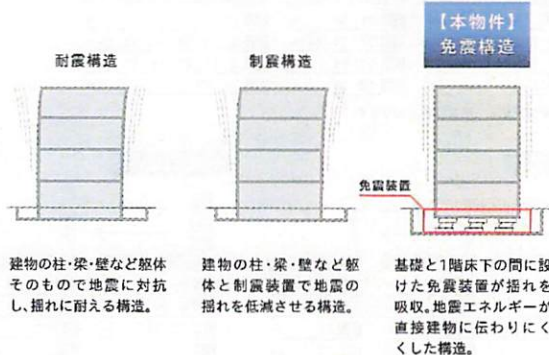 【本物件】
免震構造
耐震構造
制震構造
免震装置
建物の柱・梁・壁など躯体
そのもので地震に対抗
し、揺れに耐える構造。
建物の柱・梁・壁など躯
体と制震装置で地震の
揺れを低減させる構造。
基礎と1階床下の間に設
けた免震装置が揺れを
吸収。地震エネルギーが
直接建物に伝わりにく
くした構造。